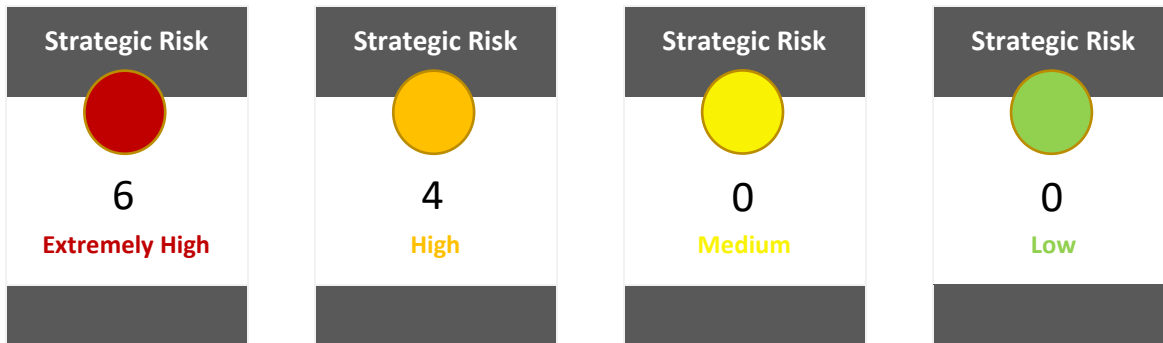 Strategic Risk
6
Extremely High
Strategic Risk
4
High
Strategic Risk
0
Medium
Strategic Risk
0
Low